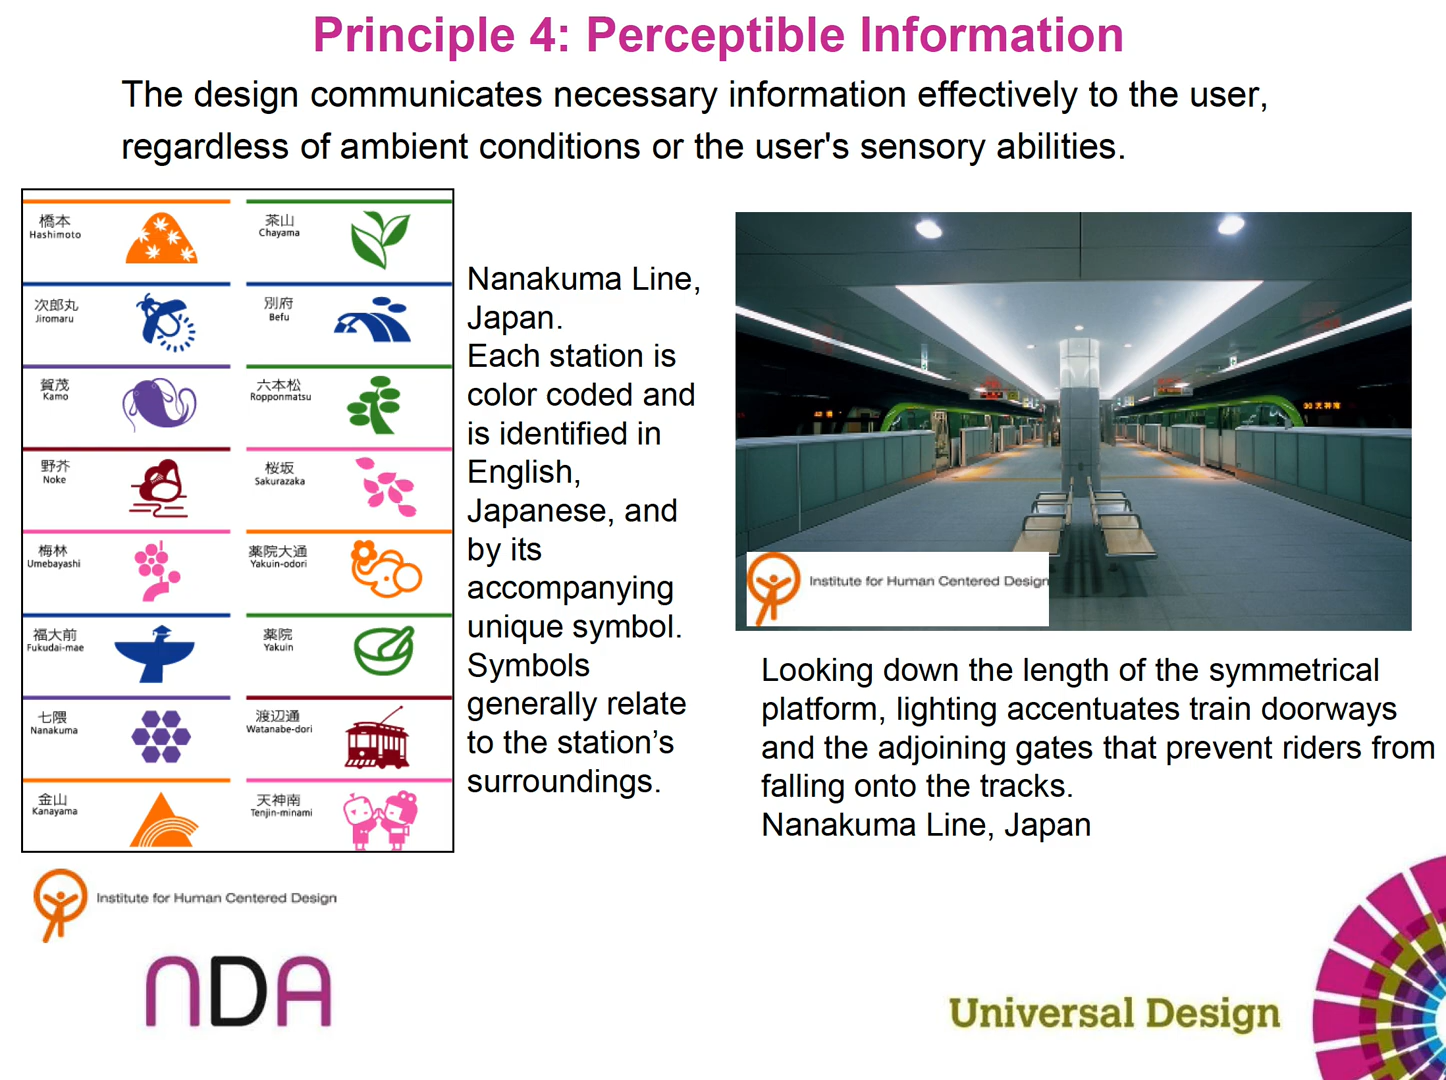 Principle 4: Perceptible Information
The design communicates necessary information effectively to the user,
regardless of ambient conditions or the user's sensory abilities.
橋本
Hashimoto
茶山
Chayama
次郎丸
Jiromaru
別府
Befu
賀茂
Kamo
六本松
Ropponmatsu
野芥
Noke
桜坂
Sakurazaka
梅林
Umebayashi
薬院大通
Yakuin-odori
福大前
Fukudai-mae
薬院
Yakuin
七隈
Nanakuma
渡辺通
Watanabe-dori
金山
Kanayama
天神南
Tenjin-minami
Nanakuma Line,
Japan.
Each station is
color coded and
is identified in
English,
Japanese, and
by its
accompanying
unique symbol.
Symbols
generally relate
to the station’s
surroundings.
Institute for Human Centered Design
Looking down the length of the symmetrical
platform, lighting accentuates train doorways
and the adjoining gates that prevent riders from
falling onto the tracks.
Nanakuma Line, Japan
Institute for Human Centered Design
NDA
Universal Design